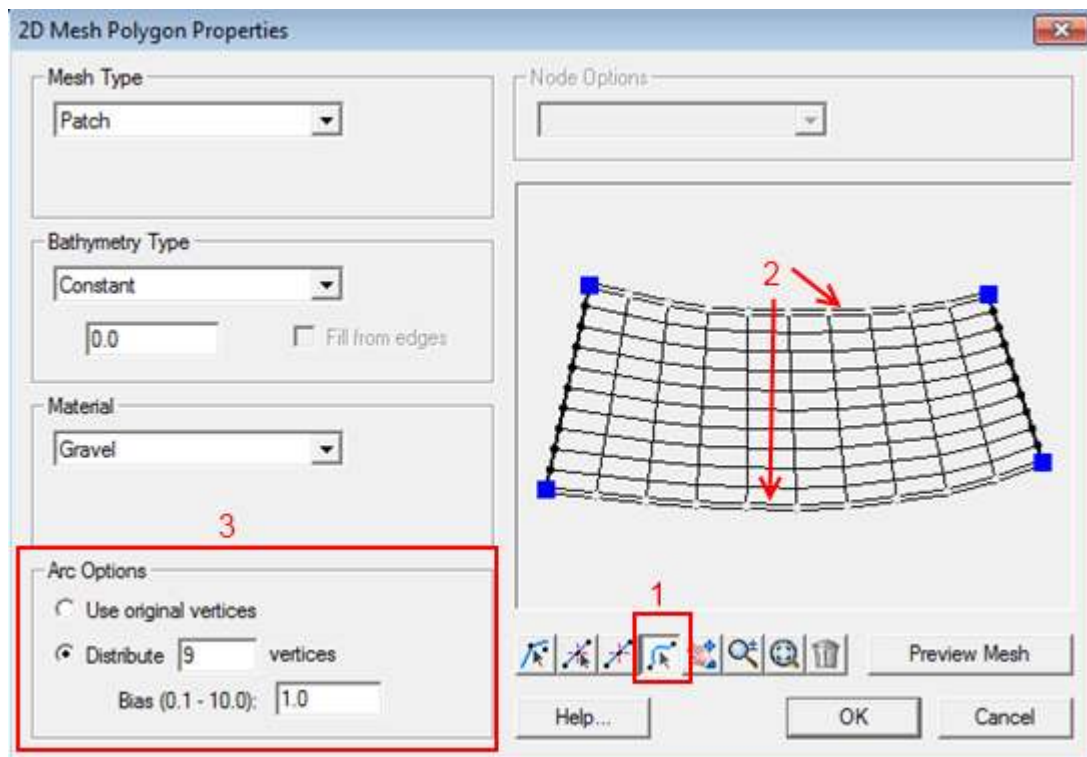 2D Mesh Polygon Properties
Mesh Type
Patch
Node Options
Bathymetry Type
Constant
0.0
Fill from edges
Material
Gravel
3
Arc Options
Use original vertices
Distribute 9 vertices
Bias (0.1 - 10.0): 1.0
2
1
Preview Mesh
Help...
OK
Cancel